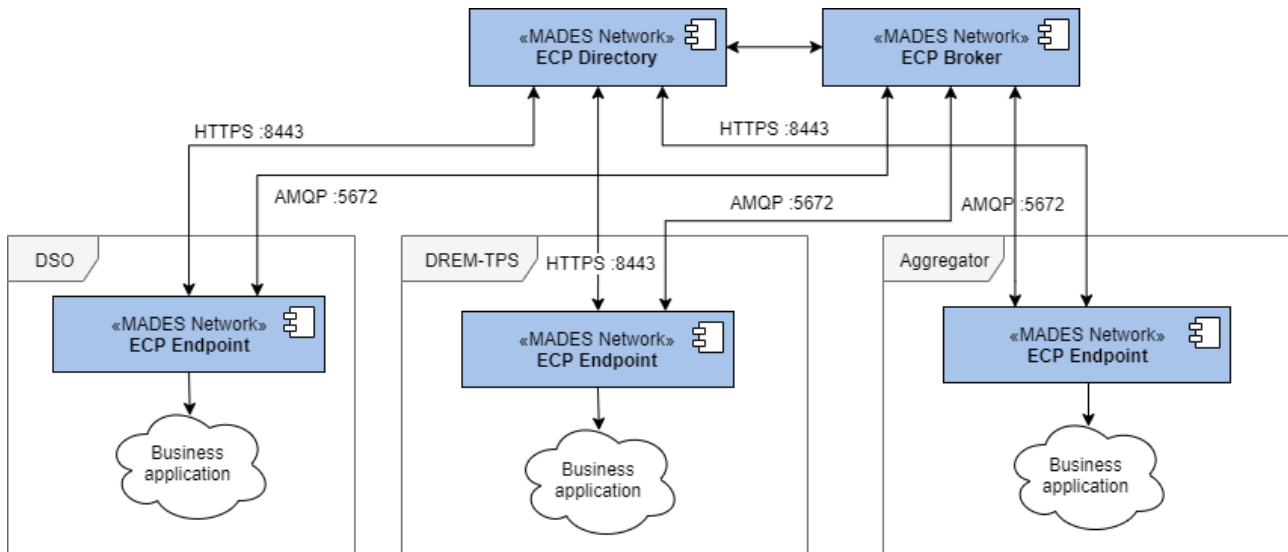 «MADES Network»
ECP Directory
«MADES Network»
ECP Broker
HTTPS :8443
HTTPS :8443
AMQP :5672
AMQP :5672
AMQP :5672
DSO
DREM-TPS
HTTPS :8443
Aggregator
«MADES Network»
ECP Endpoint
«MADES Network»
ECP Endpoint
«MADES Network»
ECP Endpoint
Business
application
Business
application
Business
application